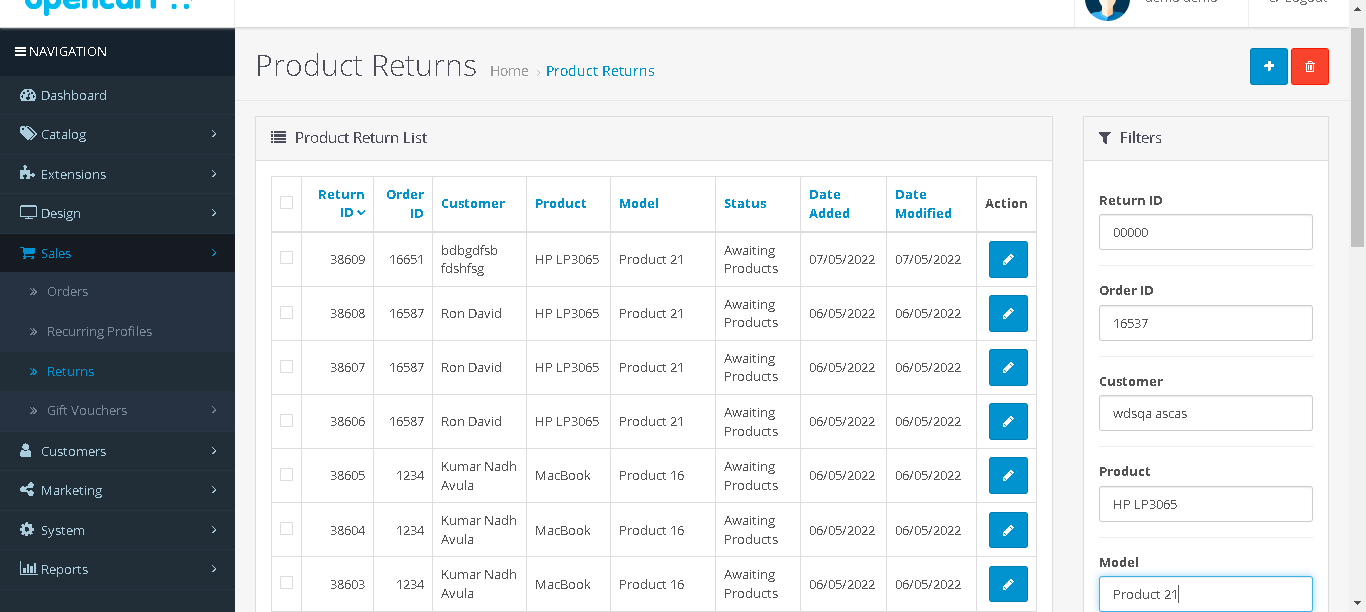 opencart
demo demo
Logout
NAVIGATION
Product Returns Home › Product Returns
Dashboard
Catalog
Extensions
Design
Sales
Orders
Recurring Profiles
Returns
Gift Vouchers
Customers
Marketing
System
Reports
Product Return List
Return ID Order ID Customer Product Model Status Date Added Date Modified Action
38609 16651 bdbgdfsb fdshfsg HP LP3065 Product 21 Awaiting Products 07/05/2022 07/05/2022
38608 16587 Ron David HP LP3065 Product 21 Awaiting Products 06/05/2022 06/05/2022
38607 16587 Ron David HP LP3065 Product 21 Awaiting Products 06/05/2022 06/05/2022
38606 16587 Ron David HP LP3065 Product 21 Awaiting Products 06/05/2022 06/05/2022
38605 1234 Kumar Nadh Avula MacBook Product 16 Awaiting Products 06/05/2022 06/05/2022
38604 1234 Kumar Nadh Avula MacBook Product 16 Awaiting Products 06/05/2022 06/05/2022
38603 1234 Kumar Nadh Avula MacBook Product 16 Awaiting Products 06/05/2022 06/05/2022
Filters
Return ID
00000
Order ID
16537
Customer
wdsqa ascas
Product
HP LP3065
Model
Product 21